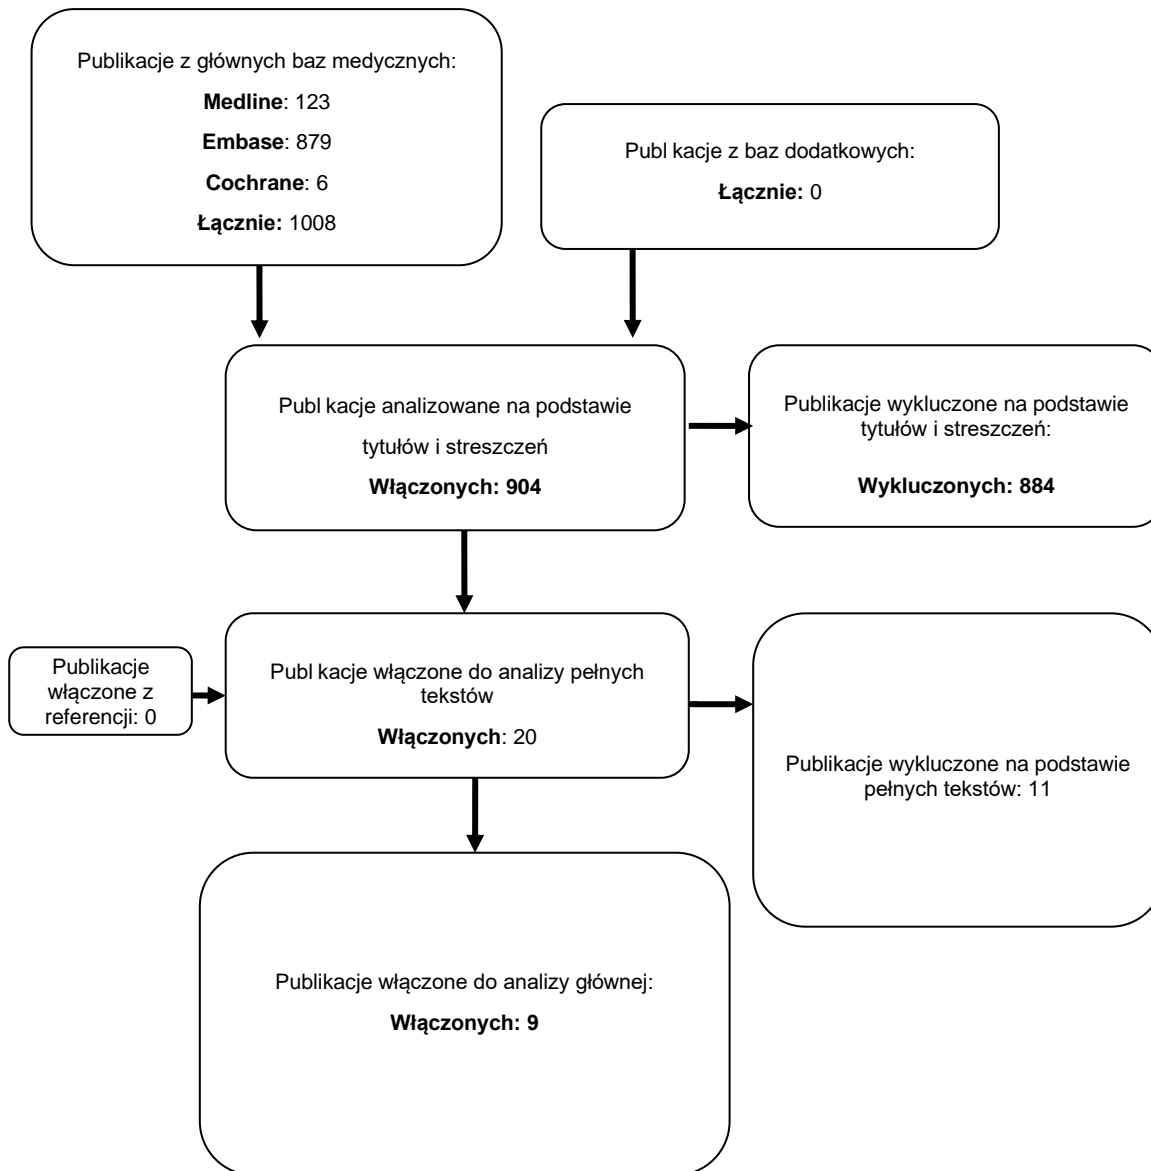 Publikacje z głównych baz medycznych:
Medline: 123
Embase: 879
Cochrane: 6
Łącznie: 1008
Publ kacje z baz dodatkowych:
Łącznie: 0
Publ kacje analizowane na podstawie
tytułów i streszczeń
Włączonych: 904
Publikacje wykluczone na podstawie
tytułów i streszczeń:
Wykluczonych: 884
Publikacje
włączone z
referencji: 0
Publ kacje włączone do analizy pełnych
tekstów
Włączonych: 20
Publikacje wykluczone na podstawie
pełnych tekstów: 11
Publikacje włączone do analizy głównej:
Włączonych: 9